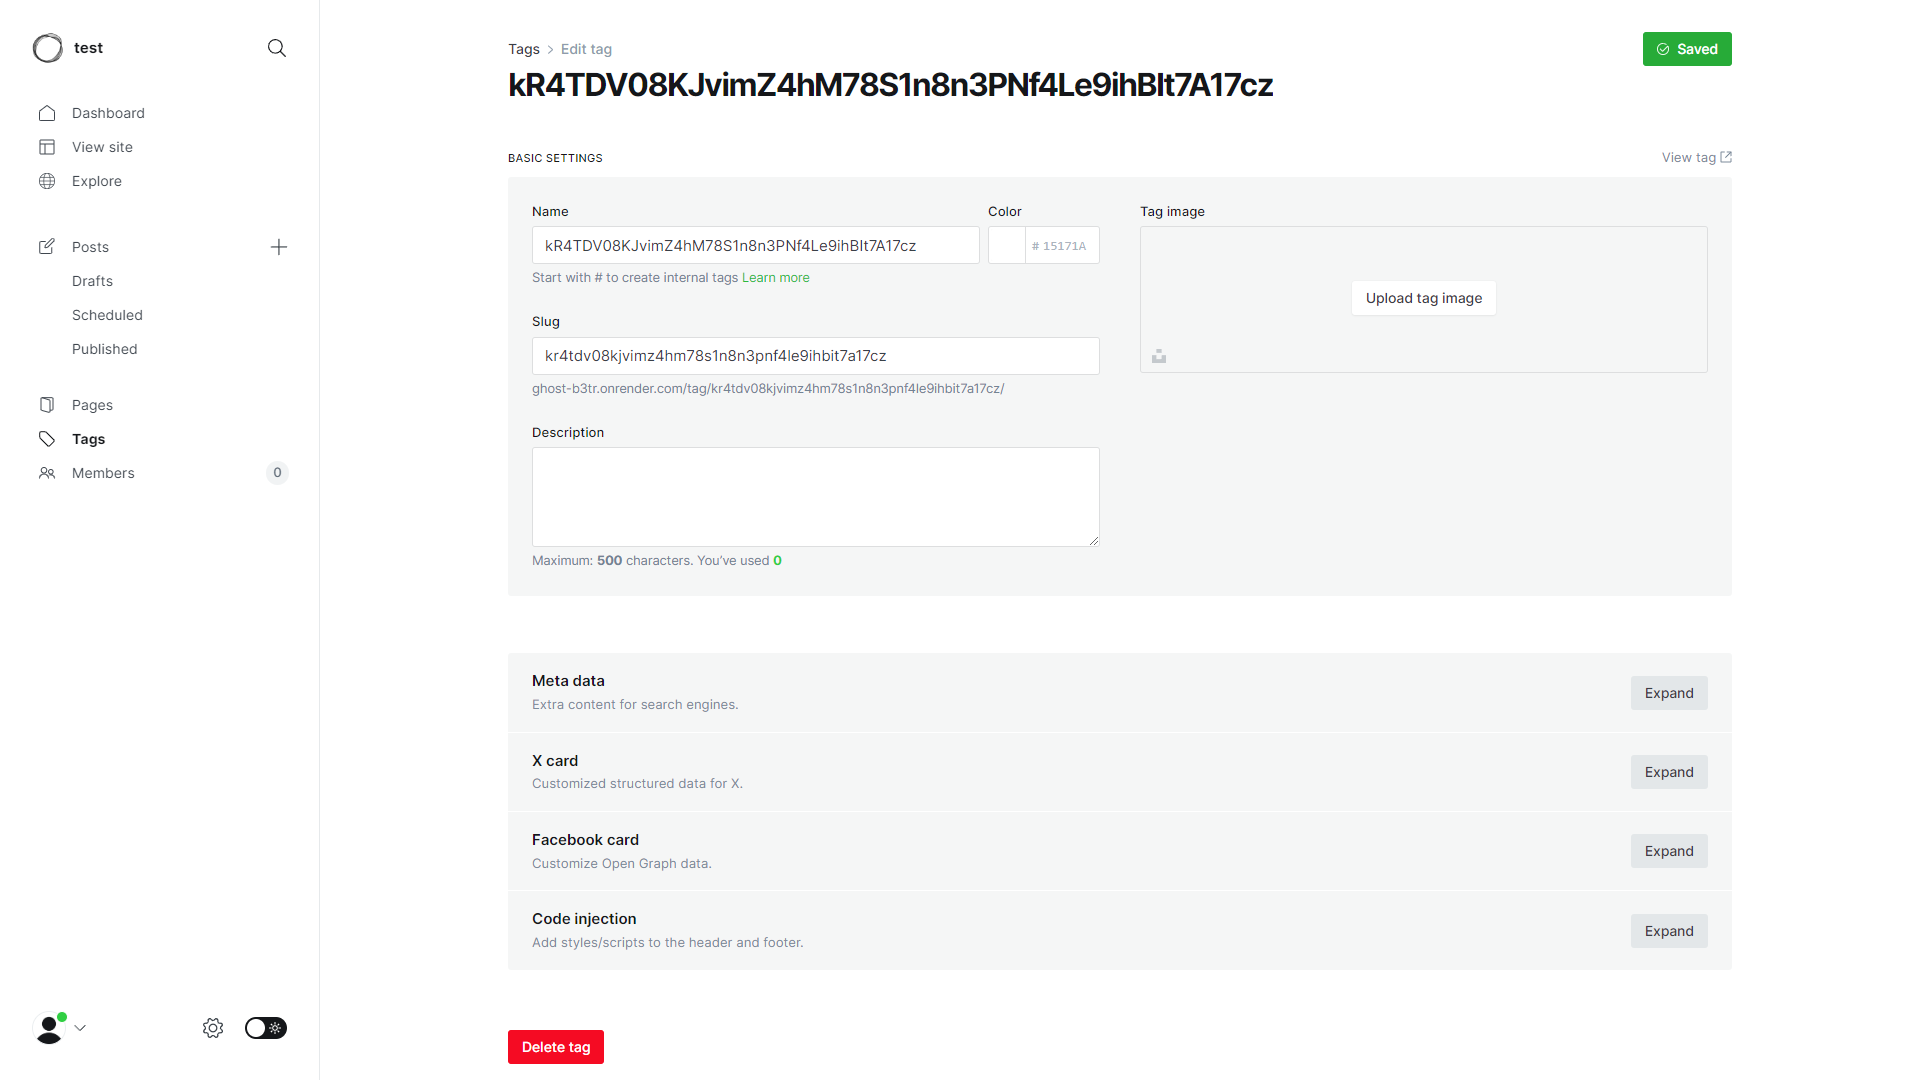 test
Dashboard
View site
Explore
Posts
Drafts
Scheduled
Published
Pages
Tags
Members
0
Tags > Edit tag
Saved
kR4TDV08KJvimZ4hM78S1n8n3PNf4Le9ihBIt7A17cz
BASIC SETTINGS
View tag
Name
kR4TDV08KJvimZ4hM78S1n8n3PNf4Le9ihBIt7A17cz
Start with # to create internal tags Learn more
Color
# 15171A
Slug
kr4tdv08kjvimz4hm78s1n8n3pnf4le9ihbit7a17cz
ghost-b3tr.onrender.com/tag/kr4tdv08kjvimz4hm78s1n8n3pnf4le9ihbit7a17cz/
Description
Maximum: 500 characters. You’ve used 0
Tag image
Upload tag image
Meta data
Extra content for search engines.
Expand
X card
Customized structured data for X.
Expand
Facebook card
Customize Open Graph data.
Expand
Code injection
Add styles/scripts to the header and footer.
Expand
Delete tag